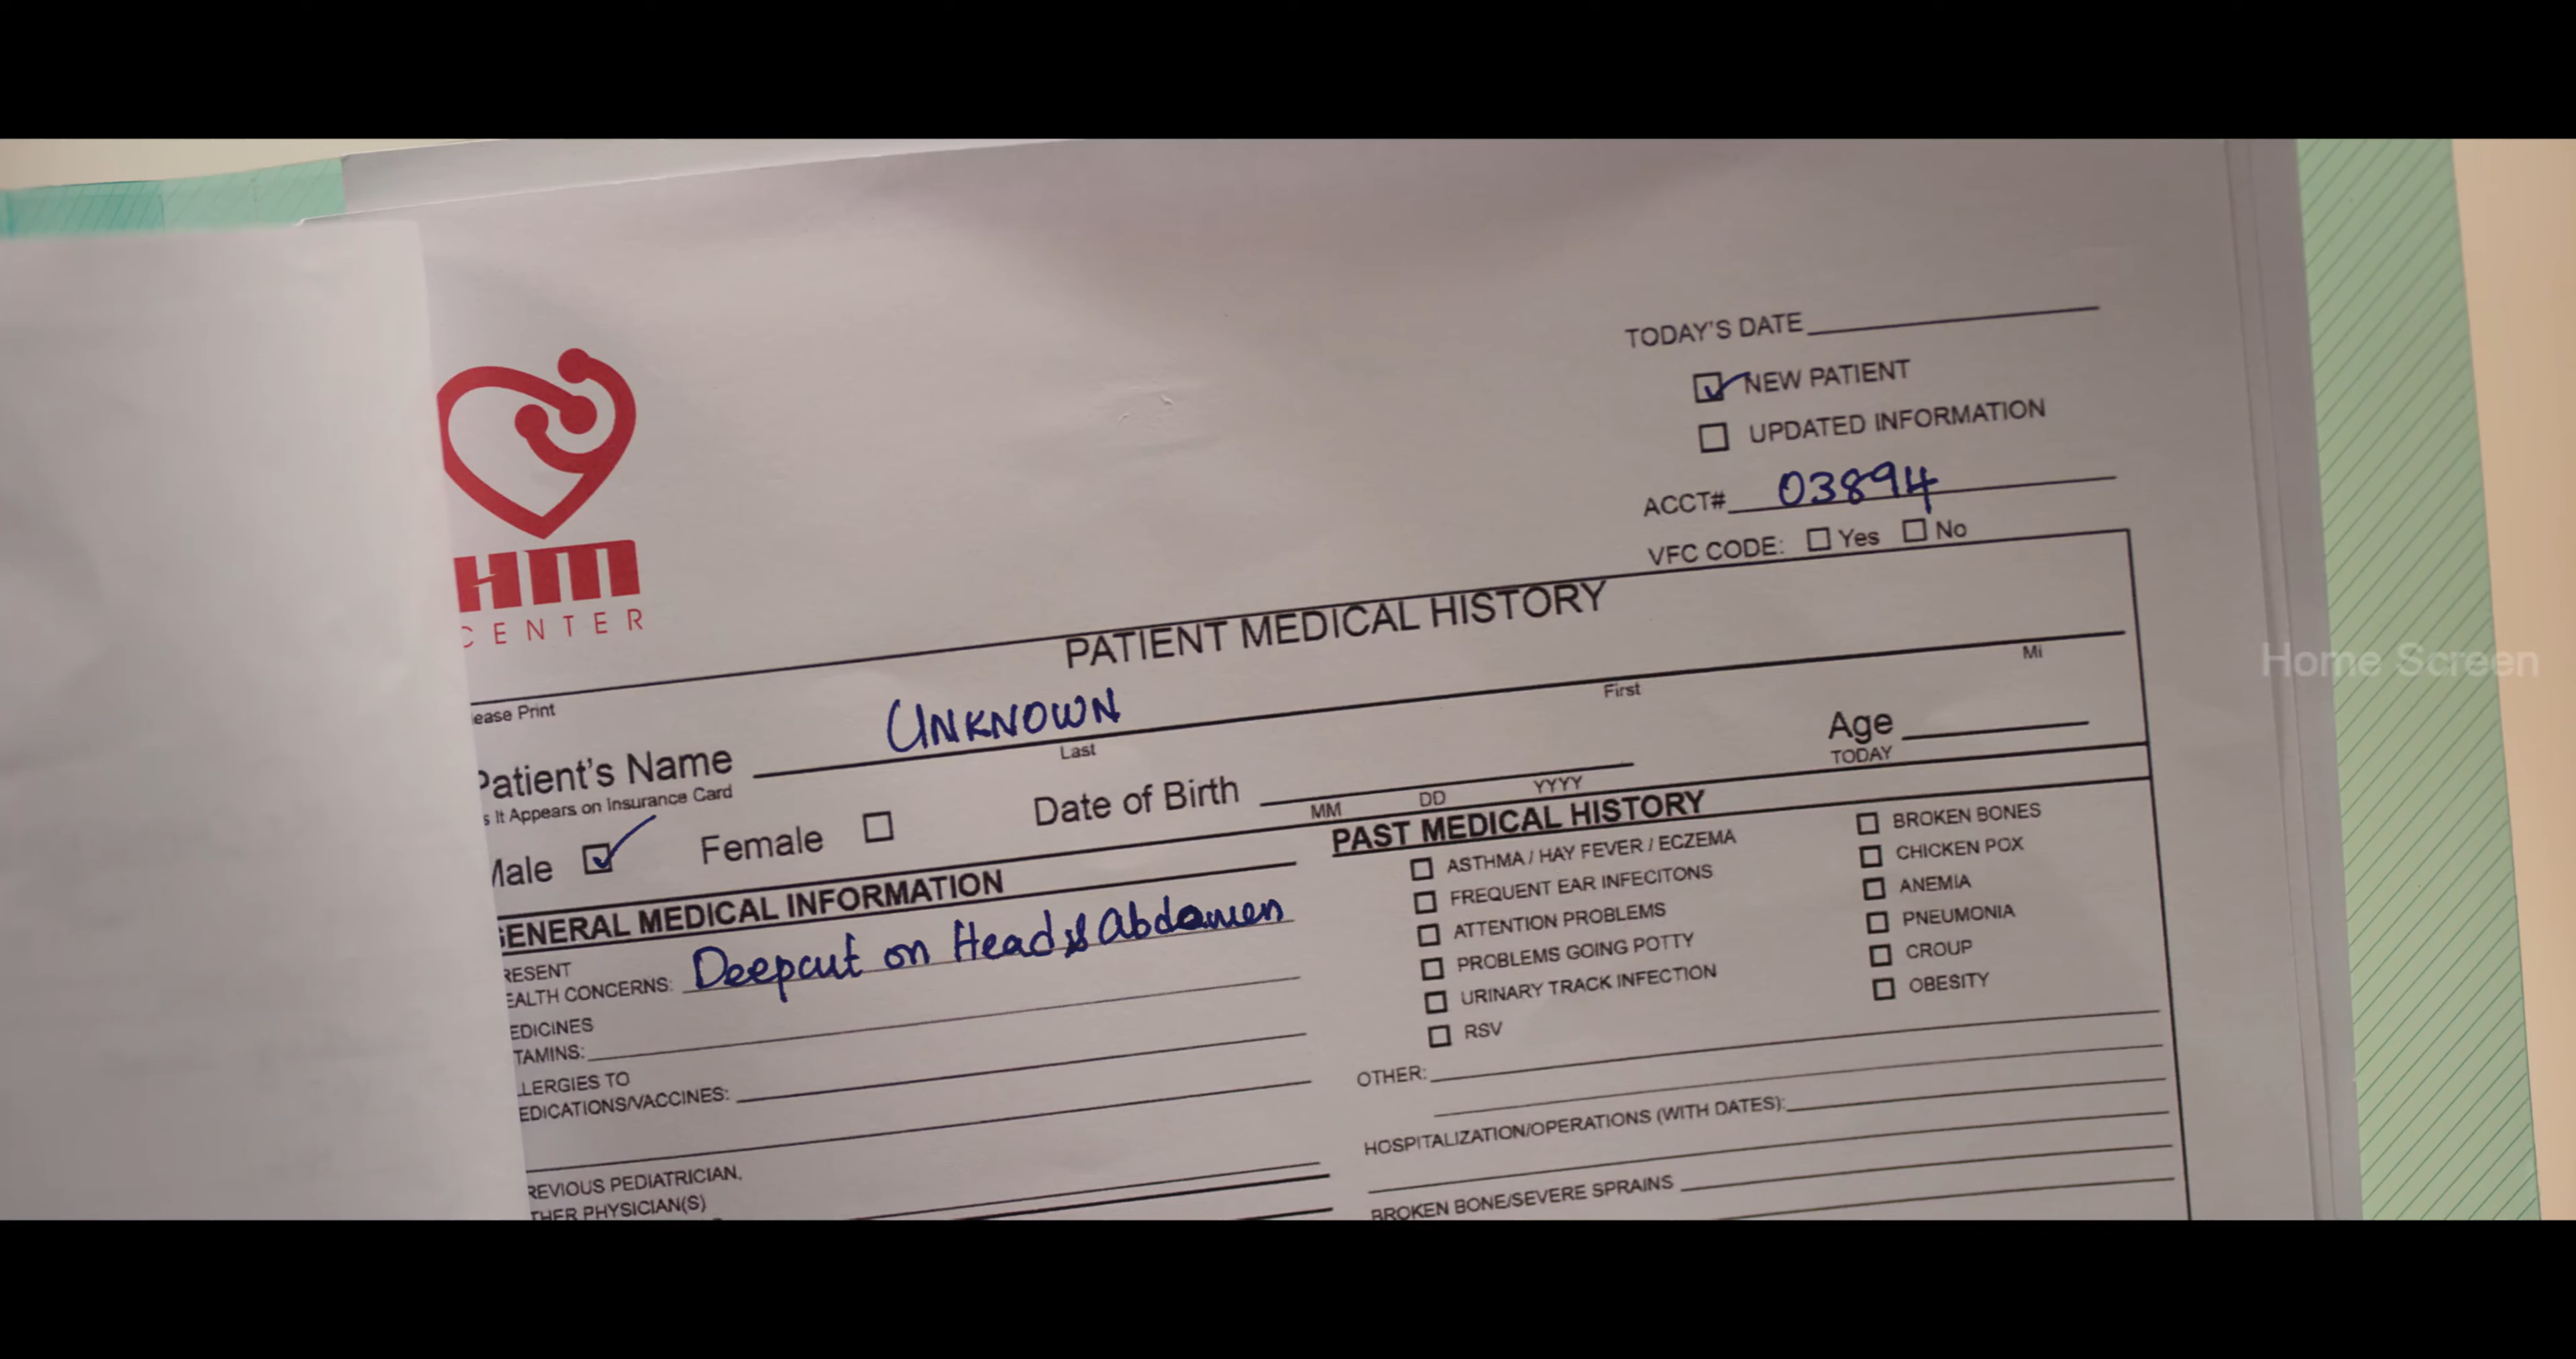 TODAY'S DATE
NEW PATIENT
UPDATED INFORMATION
ACCT# 03894
VFC CODE: Yes No
HM
CENTER
PATIENT MEDICAL HISTORY
ease Print
Patient's Name UNKNOWN
Last First Mi
s It Appears on Insurance Card
Age
TODAY
Male Female Date of Birth
MM DD YYYY
GENERAL MEDICAL INFORMATION
RESENT
EALTH CONCERNS: Deepcut on Head & Abdomen
EDICINES
TAMINS:
LERGIES TO
EDICATIONS/VACCINES:
REVIOUS PEDIATRICIAN,
THER PHYSICIAN(S)
PAST MEDICAL HISTORY
ASTHMA / HAY FEVER / ECZEMA
FREQUENT EAR INFECITONS
ATTENTION PROBLEMS
PROBLEMS GOING POTTY
URINARY TRACK INFECTION
RSV
BROKEN BONES
CHICKEN POX
ANEMIA
PNEUMONIA
CROUP
OBESITY
OTHER:
HOSPITALIZATION/OPERATIONS (WITH DATES):
BROKEN BONE/SEVERE SPRAINS
Home Screen